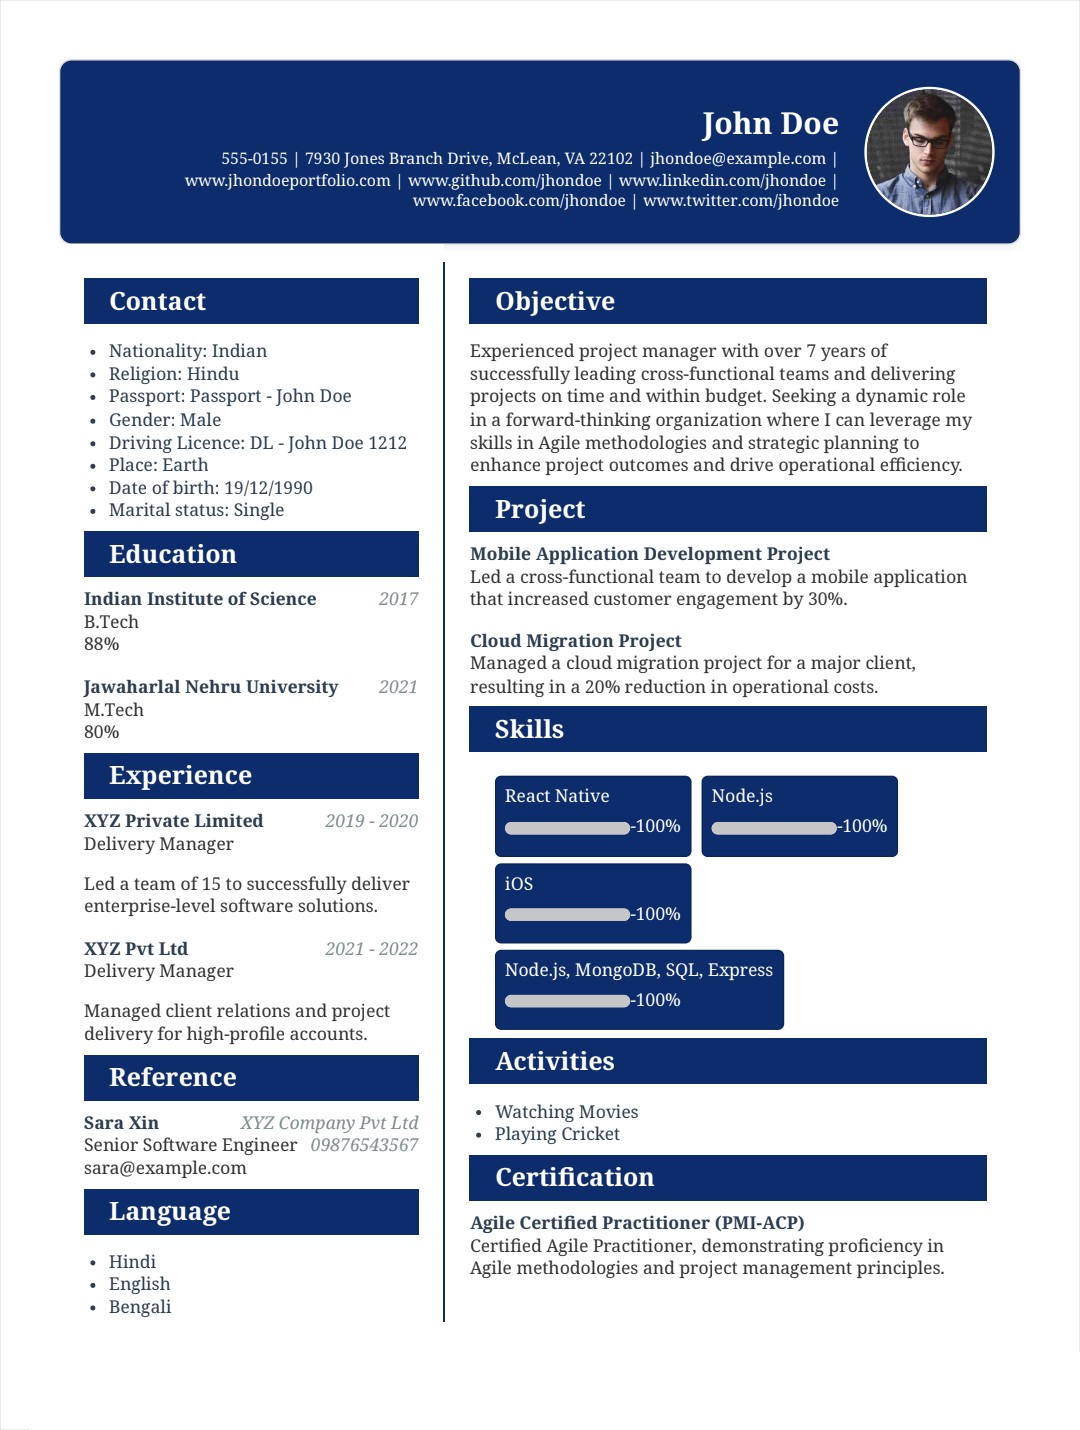 John Doe
555-0155 | 7930 Jones Branch Drive, McLean, VA 22102 | jhondoe@example.com |
www.jhondoeportfolio.com | www.github.com/jhondoe | www.linkedin.com/jhondoe |
www.facebook.com/jhondoe | www.twitter.com/jhondoe
Contact
• Nationality: Indian
• Religion: Hindu
• Passport: Passport - John Doe
• Gender: Male
• Driving Licence: DL - John Doe 1212
• Place: Earth
• Date of birth: 19/12/1990
• Marital status: Single
Education
Indian Institute of Science 2017
B.Tech
88%
Jawaharlal Nehru University 2021
M.Tech
80%
Experience
XYZ Private Limited 2019 - 2020
Delivery Manager
Led a team of 15 to successfully deliver
enterprise-level software solutions.
XYZ Pvt Ltd 2021 - 2022
Delivery Manager
Managed client relations and project
delivery for high-profile accounts.
Reference
Sara Xin XYZ Company Pvt Ltd
Senior Software Engineer 09876543567
sara@example.com
Language
• Hindi
• English
• Bengali
Objective
Experienced project manager with over 7 years of
successfully leading cross-functional teams and delivering
projects on time and within budget. Seeking a dynamic role
in a forward-thinking organization where I can leverage my
skills in Agile methodologies and strategic planning to
enhance project outcomes and drive operational efficiency.
Project
Mobile Application Development Project
Led a cross-functional team to develop a mobile application
that increased customer engagement by 30%.
Cloud Migration Project
Managed a cloud migration project for a major client,
resulting in a 20% reduction in operational costs.
Skills
React Native
-100%
Node.js
-100%
iOS
-100%
Node.js, MongoDB, SQL, Express
-100%
Activities
• Watching Movies
• Playing Cricket
Certification
Agile Certified Practitioner (PMI-ACP)
Certified Agile Practitioner, demonstrating proficiency in
Agile methodologies and project management principles.